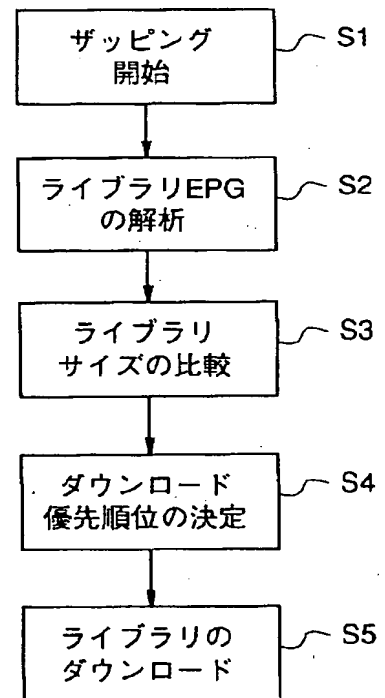 ザッピング
開始
S1
ライブラリEPG
の解析
S2
ライブラリ
サイズの比較
S3
ダウンロード
優先順位の決定
S4
ライブラリの
ダウンロード
S5